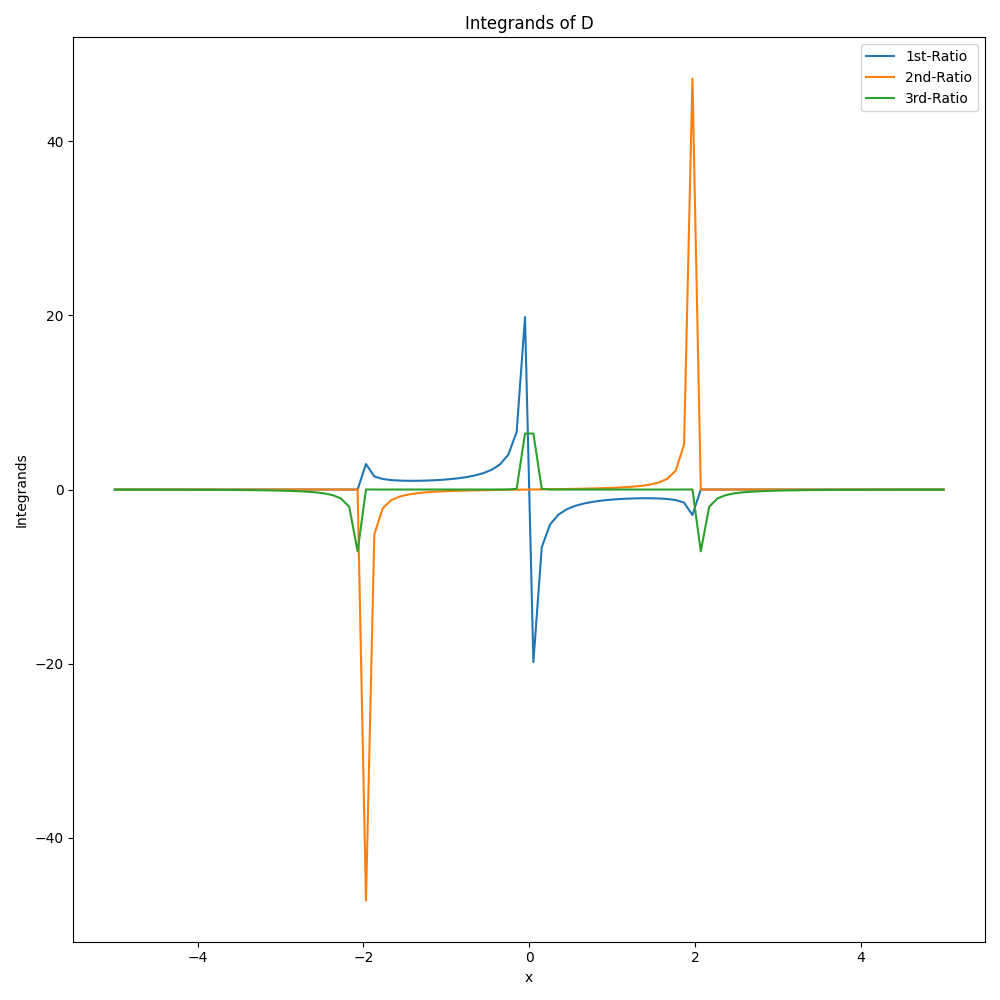 Integrands of D
1st-Ratio
2nd-Ratio
3rd-Ratio
40
20
0
−20
−40
Integrands
−4
−2
0
2
4
x